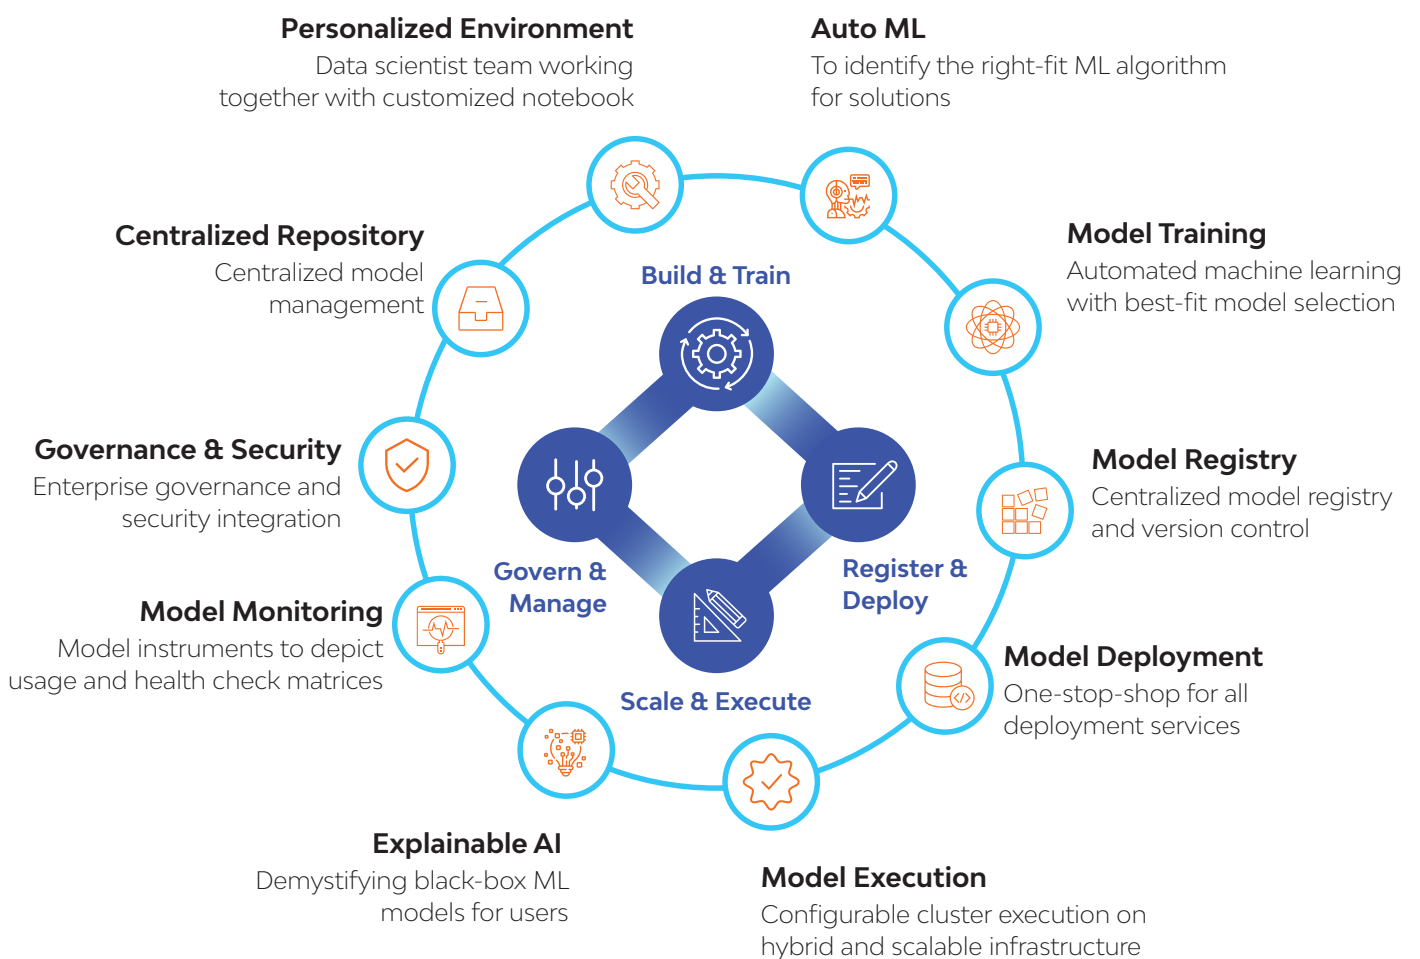 Personalized Environment
Data scientist team working
together with customized notebook
Auto ML
To identify the right-fit ML algorithm
for solutions
Centralized Repository
Centralized model
management
Model Training
Automated machine learning
with best-fit model selection
Build & Train
Governance & Security
Enterprise governance and
security integration
Model Registry
Centralized model registry
and version control
Govern &
Manage
Register &
Deploy
Model Monitoring
Model instruments to depict
usage and health check matrices
Model Deployment
One-stop-shop for all
deployment services
Scale & Execute
Explainable AI
Demystifying black-box ML
models for users
Model Execution
Configurable cluster execution on
hybrid and scalable infrastructure